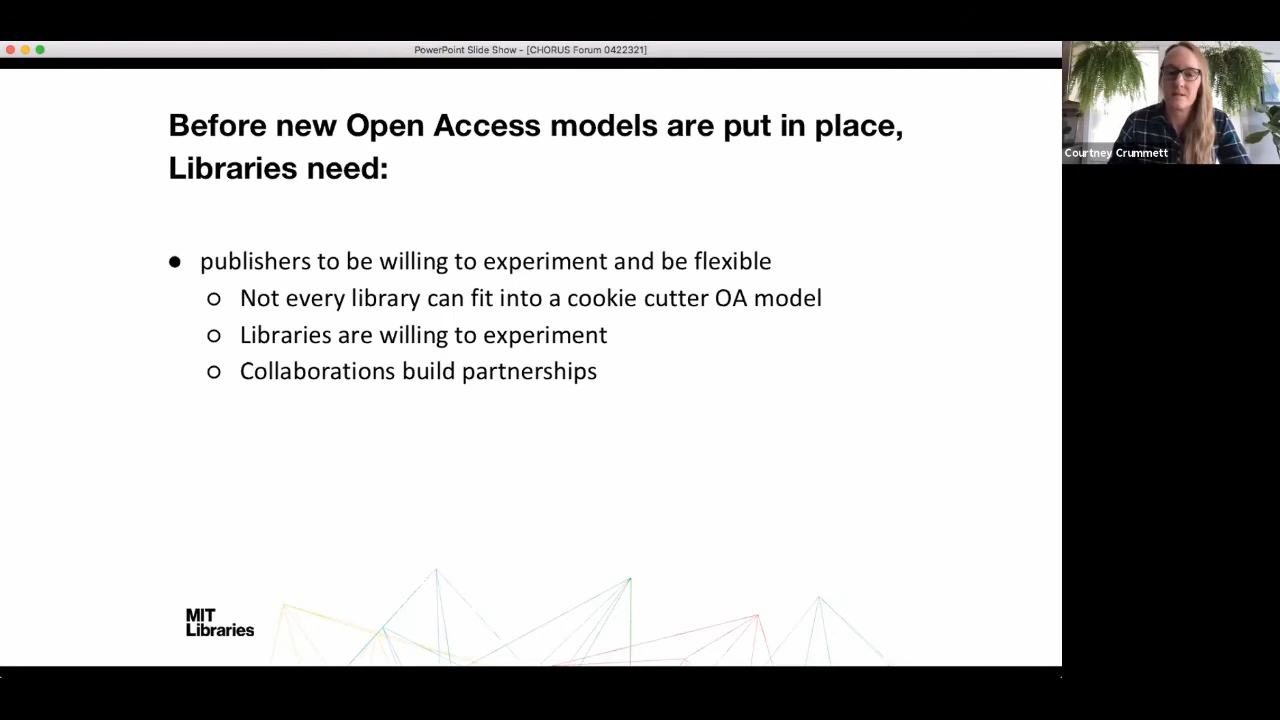 PowerPoint Slide Show - [CHORUS Forum 0422321]
Before new Open Access models are put in place,
Libraries need:
● publishers to be willing to experiment and be flexible
○ Not every library can fit into a cookie cutter OA model
○ Libraries are willing to experiment
○ Collaborations build partnerships
MIT
Libraries
Courtney Crummett